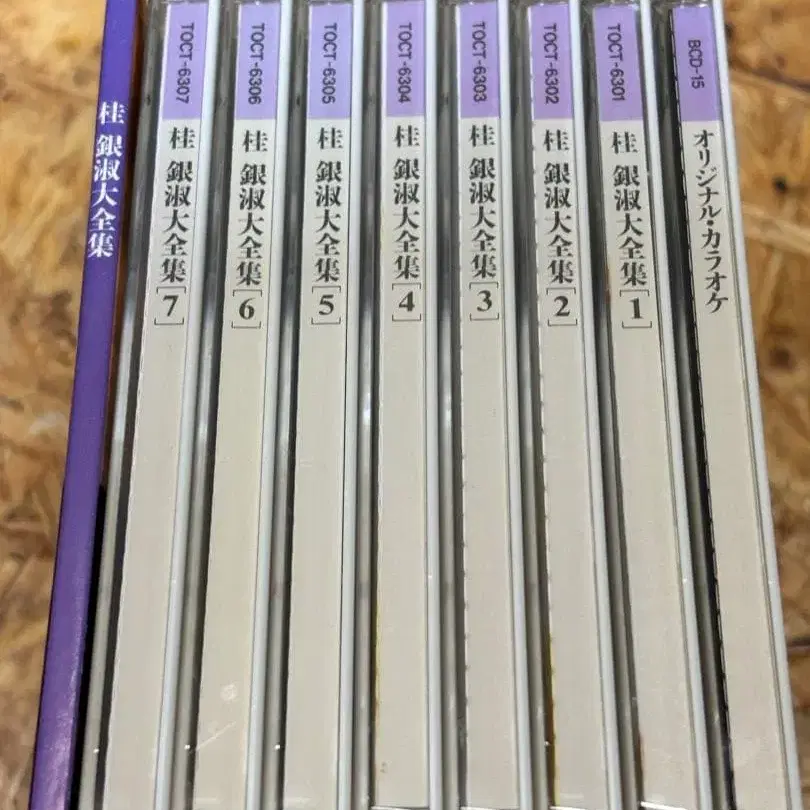 桂 銀淑大全集
TOCT-6307
桂 銀淑大全集[7]
TOCT-6306
桂 銀淑大全集[6]
TOCT-6305
桂 銀淑大全集[5]
TOCT-6304
桂 銀淑大全集[4]
TOCT-6303
桂 銀淑大全集[3]
TOCT-6302
桂 銀淑大全集[2]
TOCT-6301
桂 銀淑大全集[1]
BCD-15
オリジナル・カラオケ